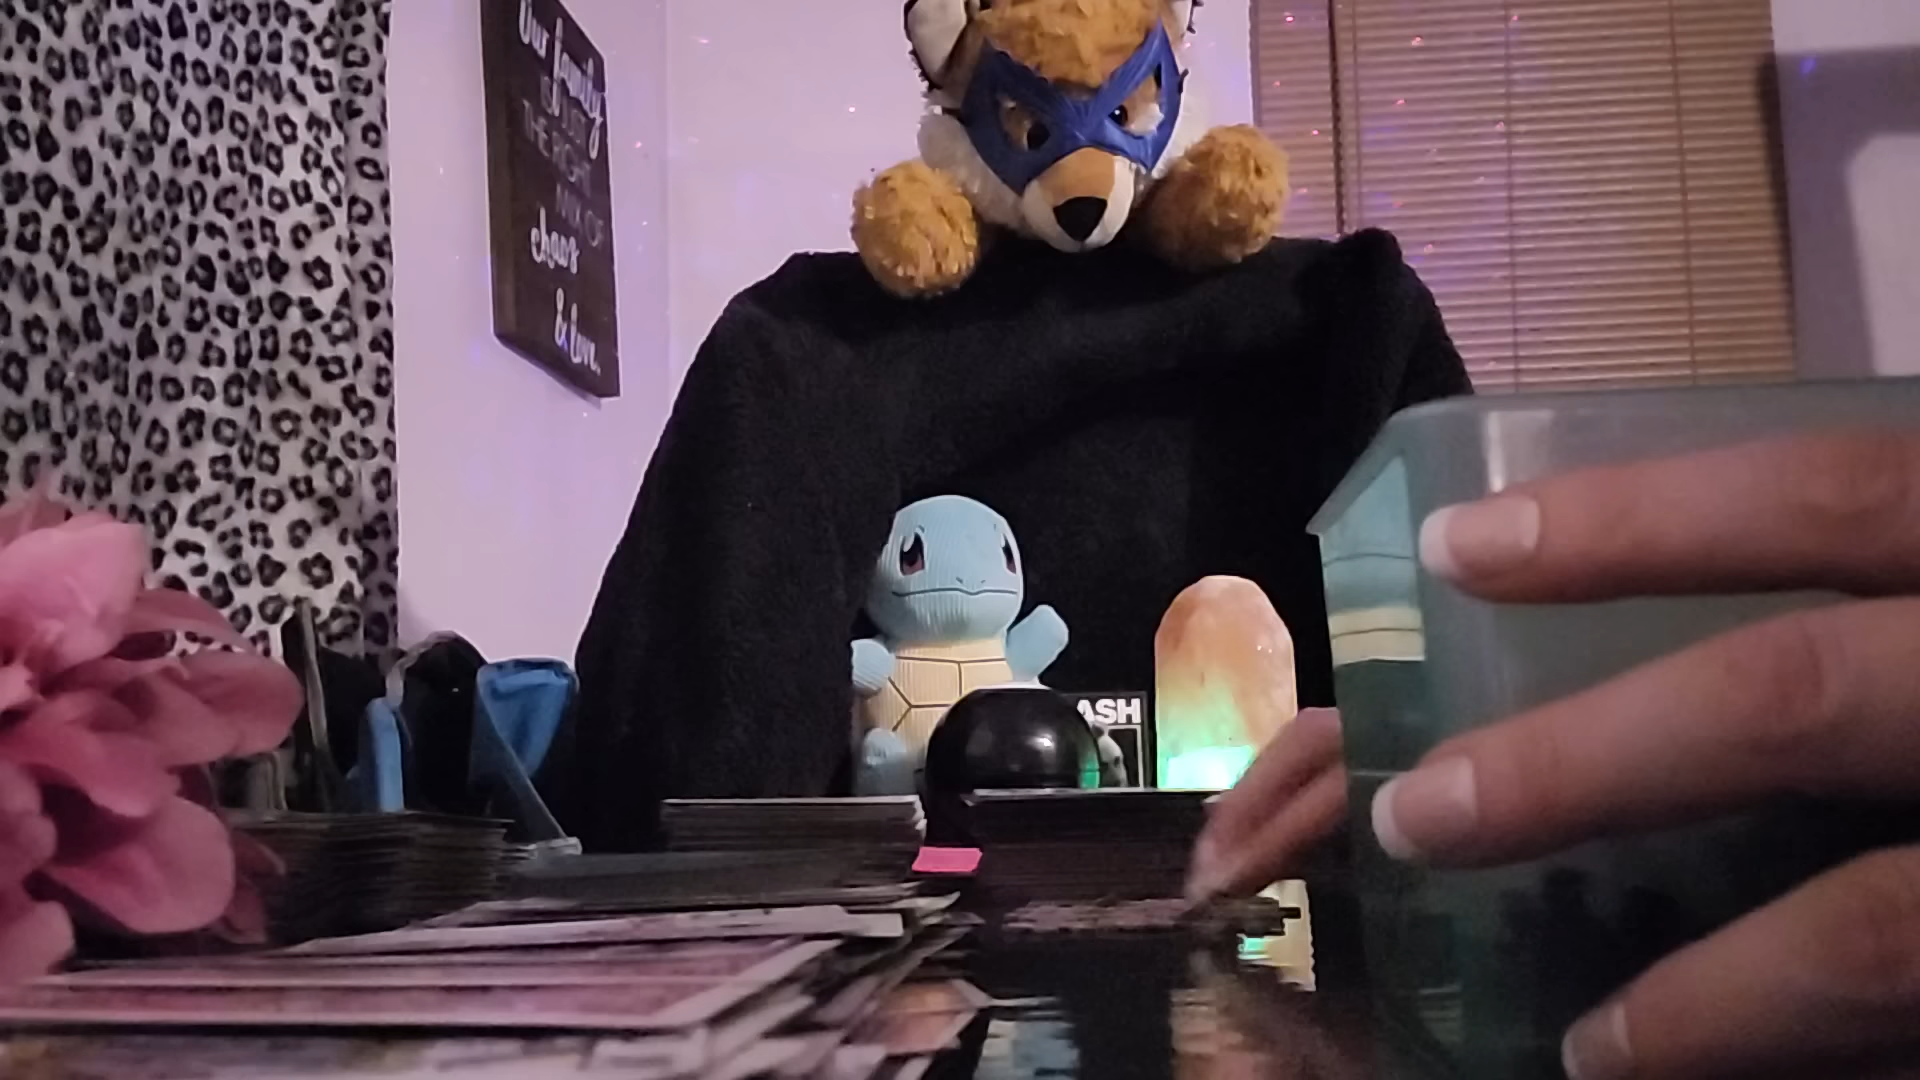 Our family
IS JUST
THE RIGHT
MIX OF
chaos
& love.
ASH